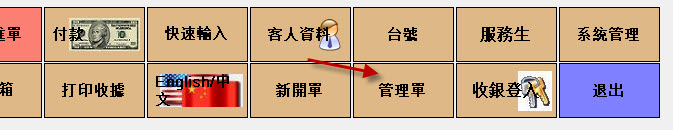 單
付款
快速輸入
客人資料
台號
服務生
系統管理
箱
打印收據
English/中
文
新開單
管理單
收銀登入
退出